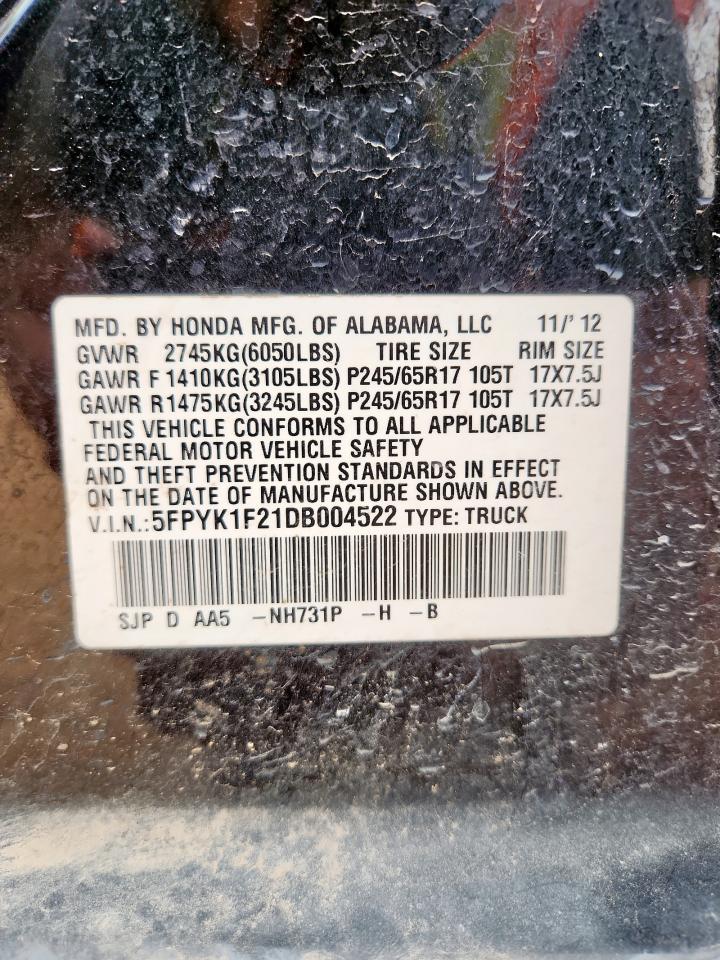 MFD. BY HONDA MFG. OF ALABAMA, LLC 11/' 12
GVWR 2745KG(6050LBS) TIRE SIZE RIM SIZE
GAWR F 1410KG(3105LBS) P245/65R17 105T 17X7.5J
GAWR R1475KG(3245LBS) P245/65R17 105T 17X7.5J
THIS VEHICLE CONFORMS TO ALL APPLICABLE
FEDERAL MOTOR VEHICLE SAFETY
AND THEFT PREVENTION STANDARDS IN EFFECT
ON THE DATE OF MANUFACTURE SHOWN ABOVE.
V.I.N.:5FPYK1F21DB004522 TYPE: TRUCK
SJP D AA5 -NH731P -H -B